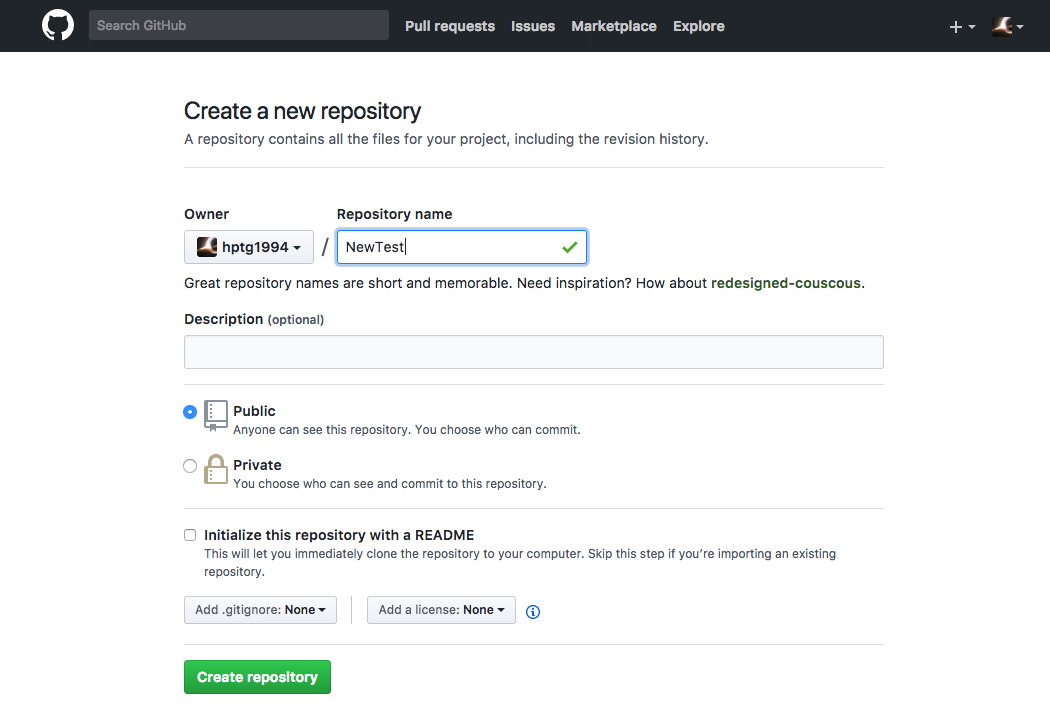 Search GitHub Pull requests Issues Marketplace Explore
Create a new repository
A repository contains all the files for your project, including the revision history.
Owner Repository name
hptg1994 / NewTest
Great repository names are short and memorable. Need inspiration? How about redesigned-couscous.
Description (optional)
Public
Anyone can see this repository. You choose who can commit.
Private
You choose who can see and commit to this repository.
Initialize this repository with a README
This will let you immediately clone the repository to your computer. Skip this step if you’re importing an existing
repository.
Add .gitignore: None Add a license: None
Create repository